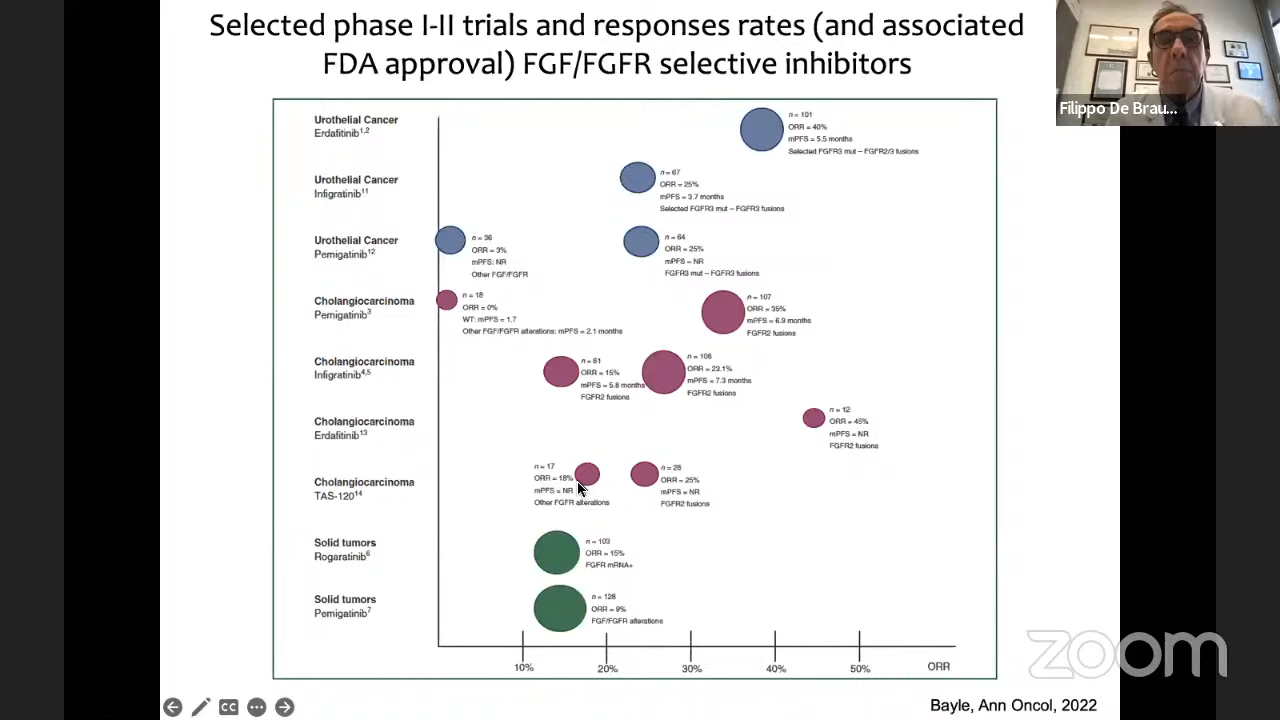 Selected phase I-II trials and responses rates (and associated
FDA approval) FGF/FGFR selective inhibitors
Filippo De Brau...
Urothelial Cancer
Erdafitinib1,2
n = 101
ORR = 40%
mPFS = 5.5 months
Selected FGFR3 mut – FGFR2/3 fusions
Urothelial Cancer
Infigratinib11
n = 67
ORR = 25%
mPFS = 3.7 months
Selected FGFR3 mut – FGFR3 fusions
Urothelial Cancer
Pemigatinib12
n = 36
ORR = 3%
mPFS: NR
Other FGF/FGFR
n = 64
ORR = 25%
mPFS = NR
FGFR3 mut – FGFR3 fusions
Cholangiocarcinoma
Pemigatinib3
n = 18
ORR = 0%
WT: mPFS = 1.7
Other FGF/FGFR alterations: mPFS = 2.1 months
n = 107
ORR = 35%
mPFS = 6.9 months
FGFR2 fusions
Cholangiocarcinoma
Infigratinib4,5
n = 61
ORR = 15%
mPFS = 5.8 months
FGFR2 fusions
n = 108
ORR = 23.1%
mPFS = 7.3 months
FGFR2 fusions
Cholangiocarcinoma
Erdafitinib13
n = 12
ORR = 45%
mPFS = NR
FGFR2 fusions
Cholangiocarcinoma
TAS-12014
n = 17
ORR = 18%
mPFS = NR
Other FGFR alterations
n = 28
ORR = 25%
mPFS = NR
FGFR2 fusions
Solid tumors
Rogaratinib6
n = 103
ORR = 15%
FGFR mRNA+
Solid tumors
Pemigatinib7
n = 128
ORR = 9%
FGF/FGFR alterations
10% 20% 30% 40% 50% ORR
zoom
CC
Bayle, Ann Oncol, 2022